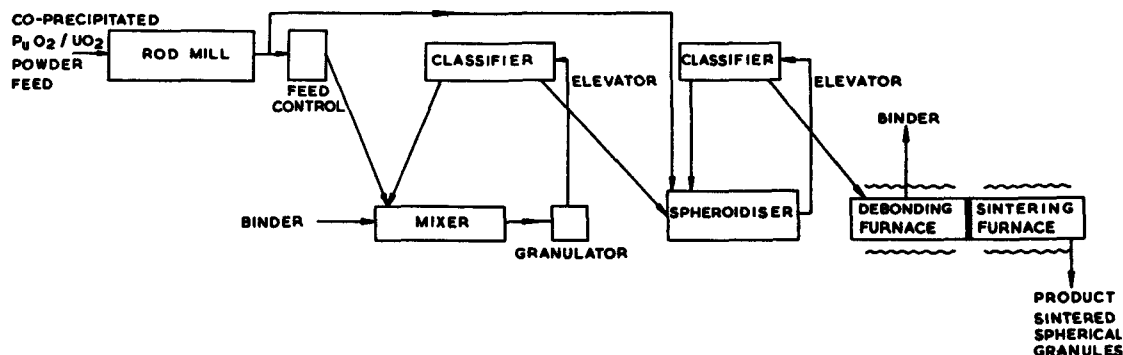 CO-PRECIPITATED
PuO2/UO2
POWDER
FEED
ROD MILL
FEED
CONTROL
CLASSIFIER
ELEVATOR
CLASSIFIER
ELEVATOR
BINDER
BINDER
MIXER
GRANULATOR
SPHEROIDISER
DEBONDING
FURNACE
SINTERING
FURNACE
PRODUCT
SINTERED
SPHERICAL
GRANULES